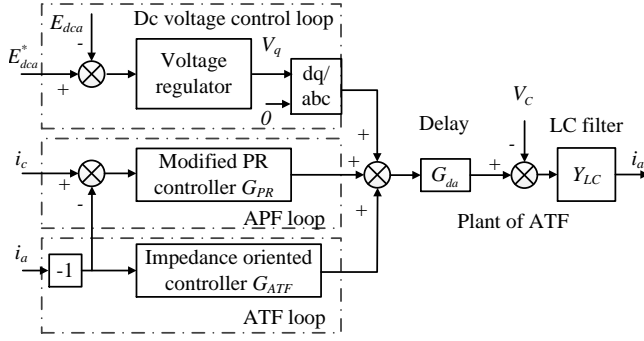 E_dca
Dc voltage control loop
-
E*_dca
+
Voltage
regulator
V_q
0
dq/
abc
+
i_c
+
-
Modified PR
controller G_PR
APF loop
+
+
Delay
G_da
V_C
-
+
LC filter
Y_LC
i_a
Plant of ATF
i_a
-1
Impedance oriented
controller G_ATF
ATF loop